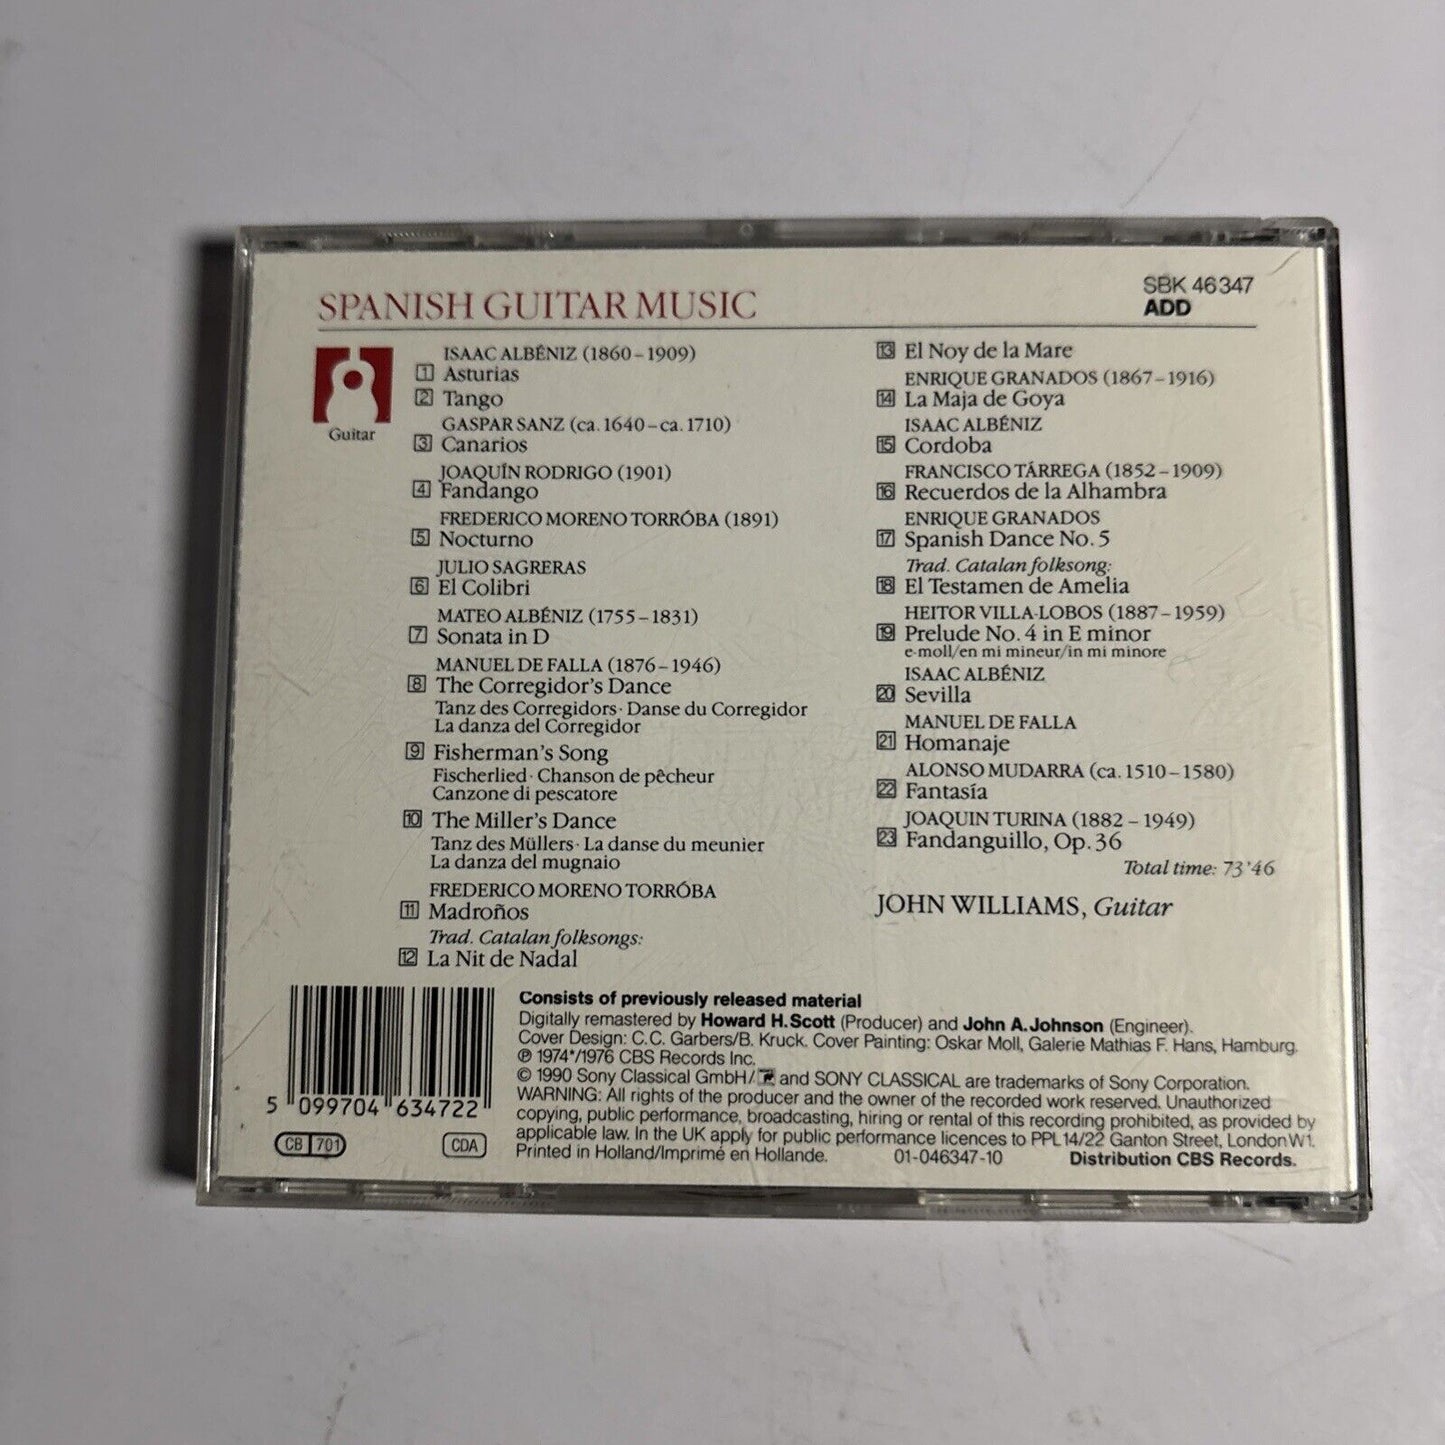 SPANISH GUITAR MUSIC
SBK 46347
ADD
Guitar
ISAAC ALBÉNIZ (1860–1909)
1 Asturias
2 Tango
GASPAR SANZ (ca. 1640–ca. 1710)
3 Canarios
JOAQUÍN RODRIGO (1901)
4 Fandango
FREDERICO MORENO TORRÓBA (1891)
5 Nocturno
JULIO SAGRERAS
6 El Colibri
MATEO ALBÉNIZ (1755–1831)
7 Sonata in D
MANUEL DE FALLA (1876–1946)
8 The Corregidor's Dance
Tanz des Corregidors · Danse du Corregidor
La danza del Corregidor
9 Fisherman's Song
Fischerlied · Chanson de pêcheur
Canzone di pescatore
10 The Miller's Dance
Tanz des Müllers · La danse du meunier
La danza del mugnaio
FREDERICO MORENO TORRÓBA
11 Madroños
Trad. Catalan folksongs:
12 La Nit de Nadal
13 El Noy de la Mare
ENRIQUE GRANADOS (1867–1916)
14 La Maja de Goya
ISAAC ALBÉNIZ
15 Cordoba
FRANCISCO TÁRREGA (1852–1909)
16 Recuerdos de la Alhambra
ENRIQUE GRANADOS
17 Spanish Dance No. 5
Trad. Catalan folksong:
18 El Testamen de Amelia
HEITOR VILLA-LOBOS (1887–1959)
19 Prelude No. 4 in E minor
e-moll/en mi mineur/in mi minore
ISAAC ALBÉNIZ
20 Sevilla
MANUEL DE FALLA
21 Homanaje
ALONSO MUDARRA (ca. 1510–1580)
22 Fantasía
JOAQUIN TURINA (1882–1949)
23 Fandanguillo, Op. 36
Total time: 73'46
JOHN WILLIAMS, Guitar
Consists of previously released material
Digitally remastered by Howard H. Scott (Producer) and John A. Johnson (Engineer).
Cover Design: C. C. Garbers/B. Kruck. Cover Painting: Oskar Moll, Galerie Mathias F. Hans, Hamburg.
℗ 1974*/1976 CBS Records Inc.
© 1990 Sony Classical GmbH/ and SONY CLASSICAL are trademarks of Sony Corporation.
WARNING: All rights of the producer and the owner of the recorded work reserved. Unauthorized
copying, public performance, broadcasting, hiring or rental of this recording prohibited, as provided by
applicable law. In the UK apply for public performance licences to PPL 14/22 Ganton Street, London W1.
Printed in Holland/Imprimé en Hollande. 01-046347-10 Distribution CBS Records.
5 099704 634722
CB 701
CDA